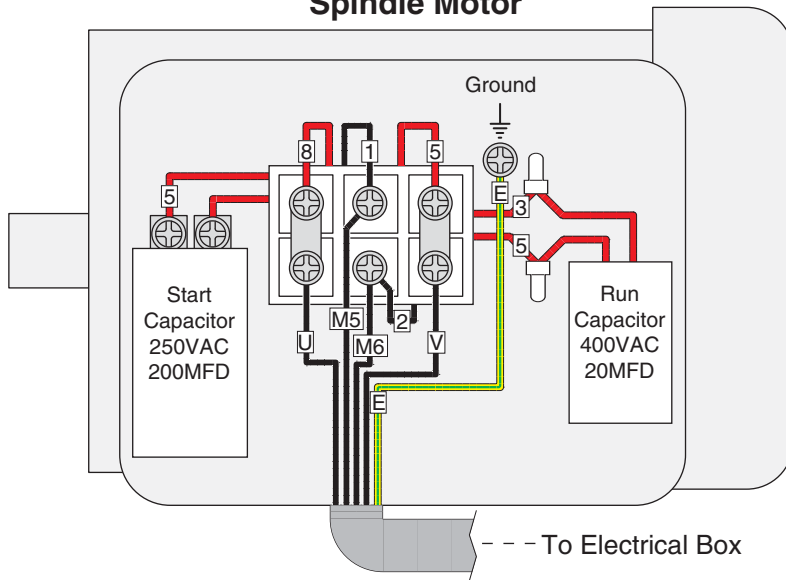 Spindle Motor
Ground
8
1
5
5
E
3
5
Start
Capacitor
250VAC
200MFD
Run
Capacitor
400VAC
20MFD
M5
2
U
M6
V
E
To Electrical Box